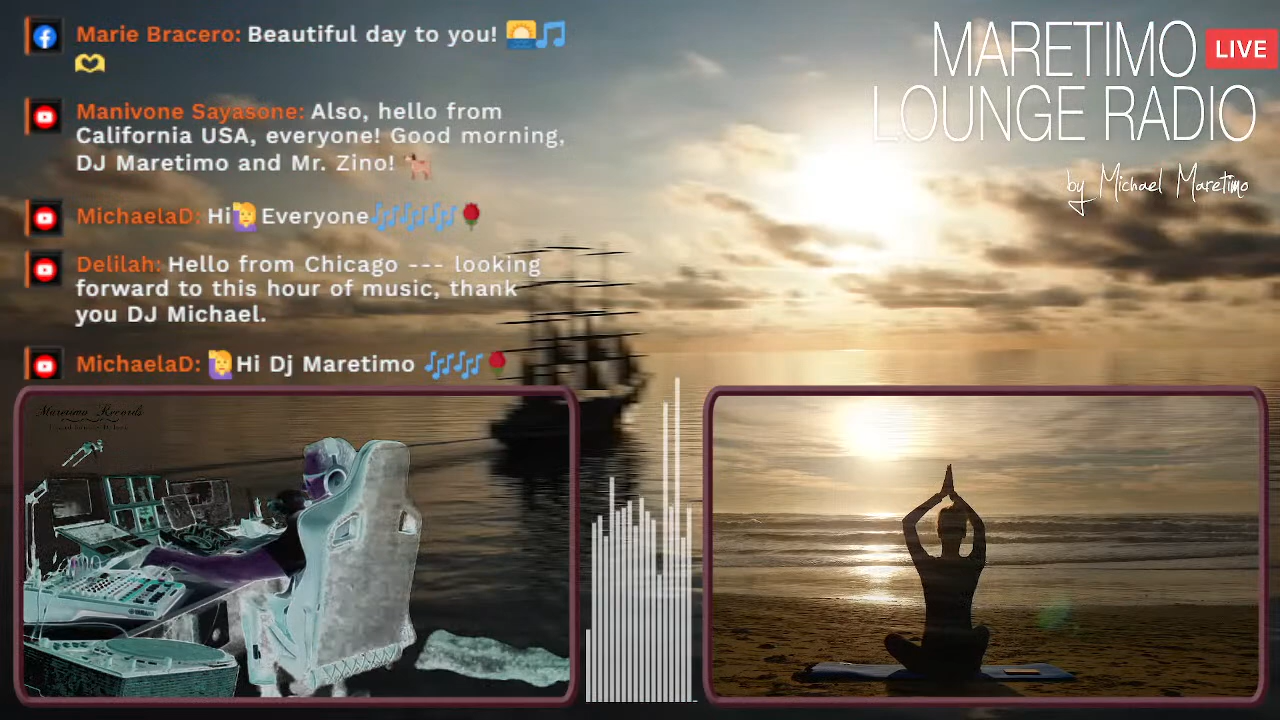 Marie Bracero: Beautiful day to you! 🌅🎵
🫶
Manivone Sayasone: Also, hello from
California USA, everyone! Good morning,
DJ Maretimo and Mr. Zino! 🐕
MichaelaD: Hi🙋Everyone🎶🎶🎶🌹
Delilah: Hello from Chicago --- looking
forward to this hour of music, thank
you DJ Michael.
MichaelaD: 🙋Hi Dj Maretimo 🎶🎶🌹
MARETIMO
LIVE
LOUNGE RADIO
by Michael Maretimo
Maretimo Records